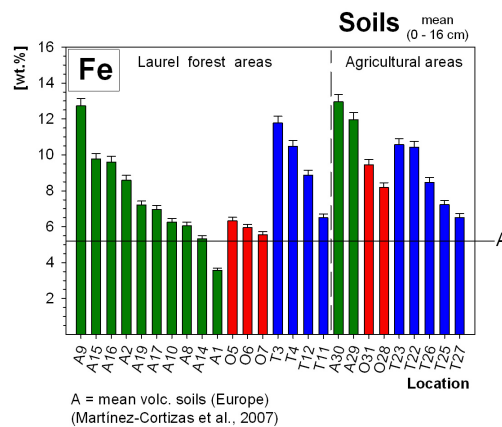 Soils mean
(0 - 16 cm)
[wt.%]
Fe
Laurel forest areas
Agricultural areas
16
14
12
10
8
6
4
2
A
A9 A15 A16 A2 A19 A17 A10 A8 A14 A1 O5 O6 O7 T3 T4 T12 T11 A30 A29 O31 O28 T23 T22 T26 T25 T27
Location
A = mean volc. soils (Europe)
(Martínez-Cortizas et al., 2007)